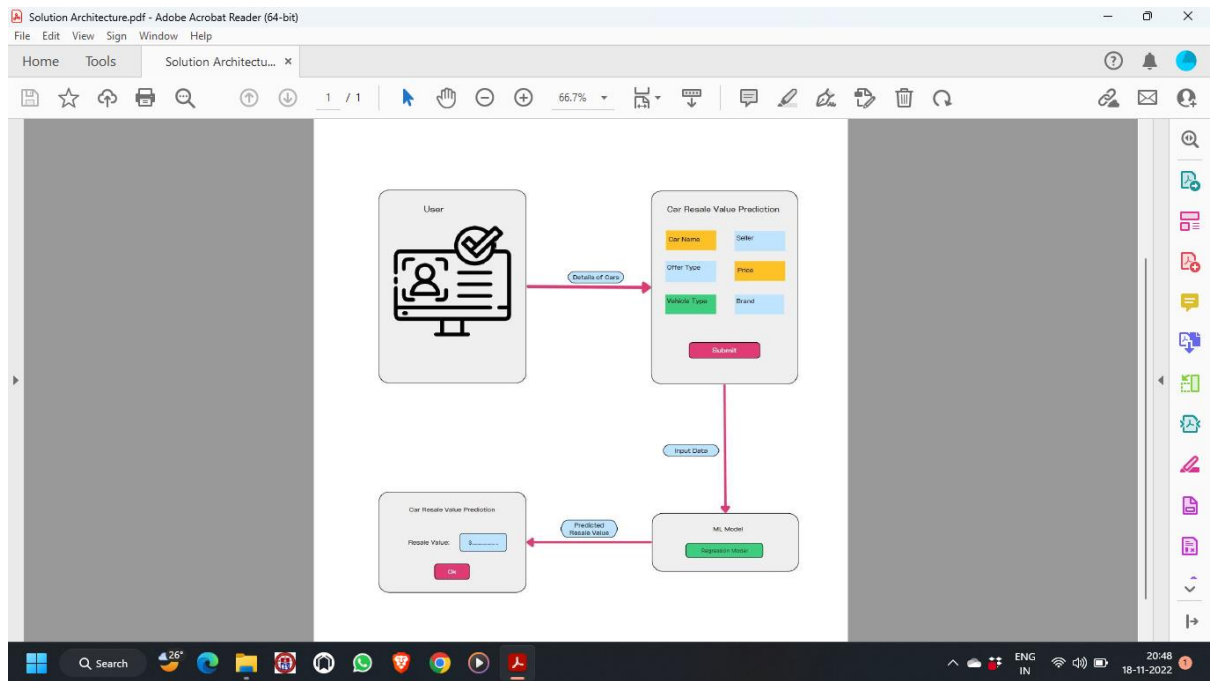 Solution Architecture.pdf - Adobe Acrobat Reader (64-bit)
File Edit View Sign Window Help
Home Tools Solution Architectu... ×
1 / 1 66.7%
User
Car Resale Value Prediction
Car Name Seller
Offer Type Price
Vehicle Type Brand
Submit
Details of Cars
Input Data
Car Resale Value Prediction
Resale Value: $..............
Ok
Predicted
Resale Value
ML Model
Regression Model
Search 26° ENG
IN
20:48
18-11-2022
1